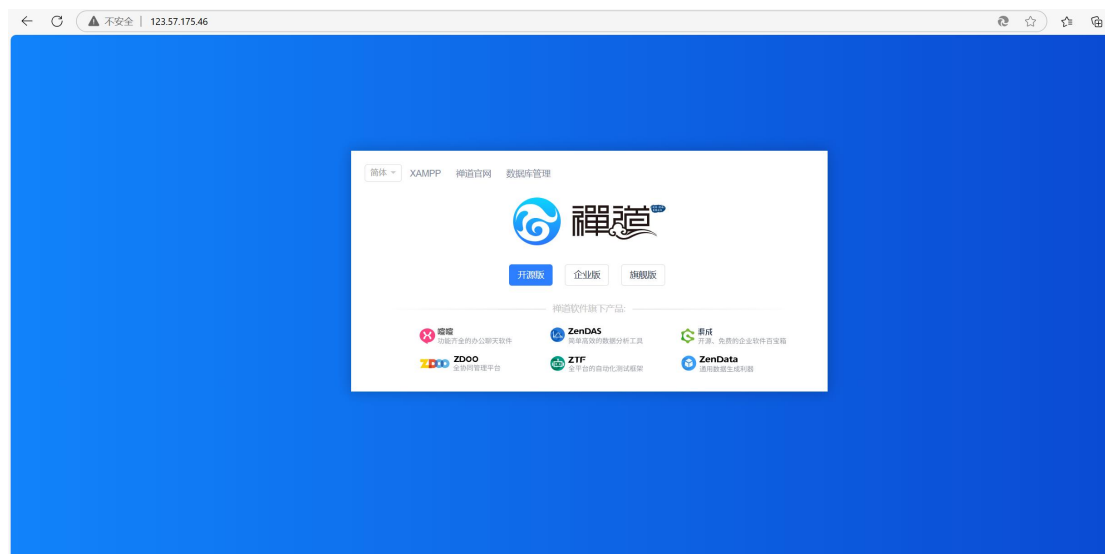 不安全 | 123.57.175.46
简体 XAMPP 禅道官网 数据库管理
禪道
开源版 企业版 旗舰版
禅道软件旗下产品:
喧喧
功能齐全的办公聊天软件
ZenDAS
简单高效的数据分析工具
渠成
开源、免费的企业软件百宝箱
ZDOO
全协同管理平台
ZTF
全平台的自动化测试框架
ZenData
通用数据生成利器